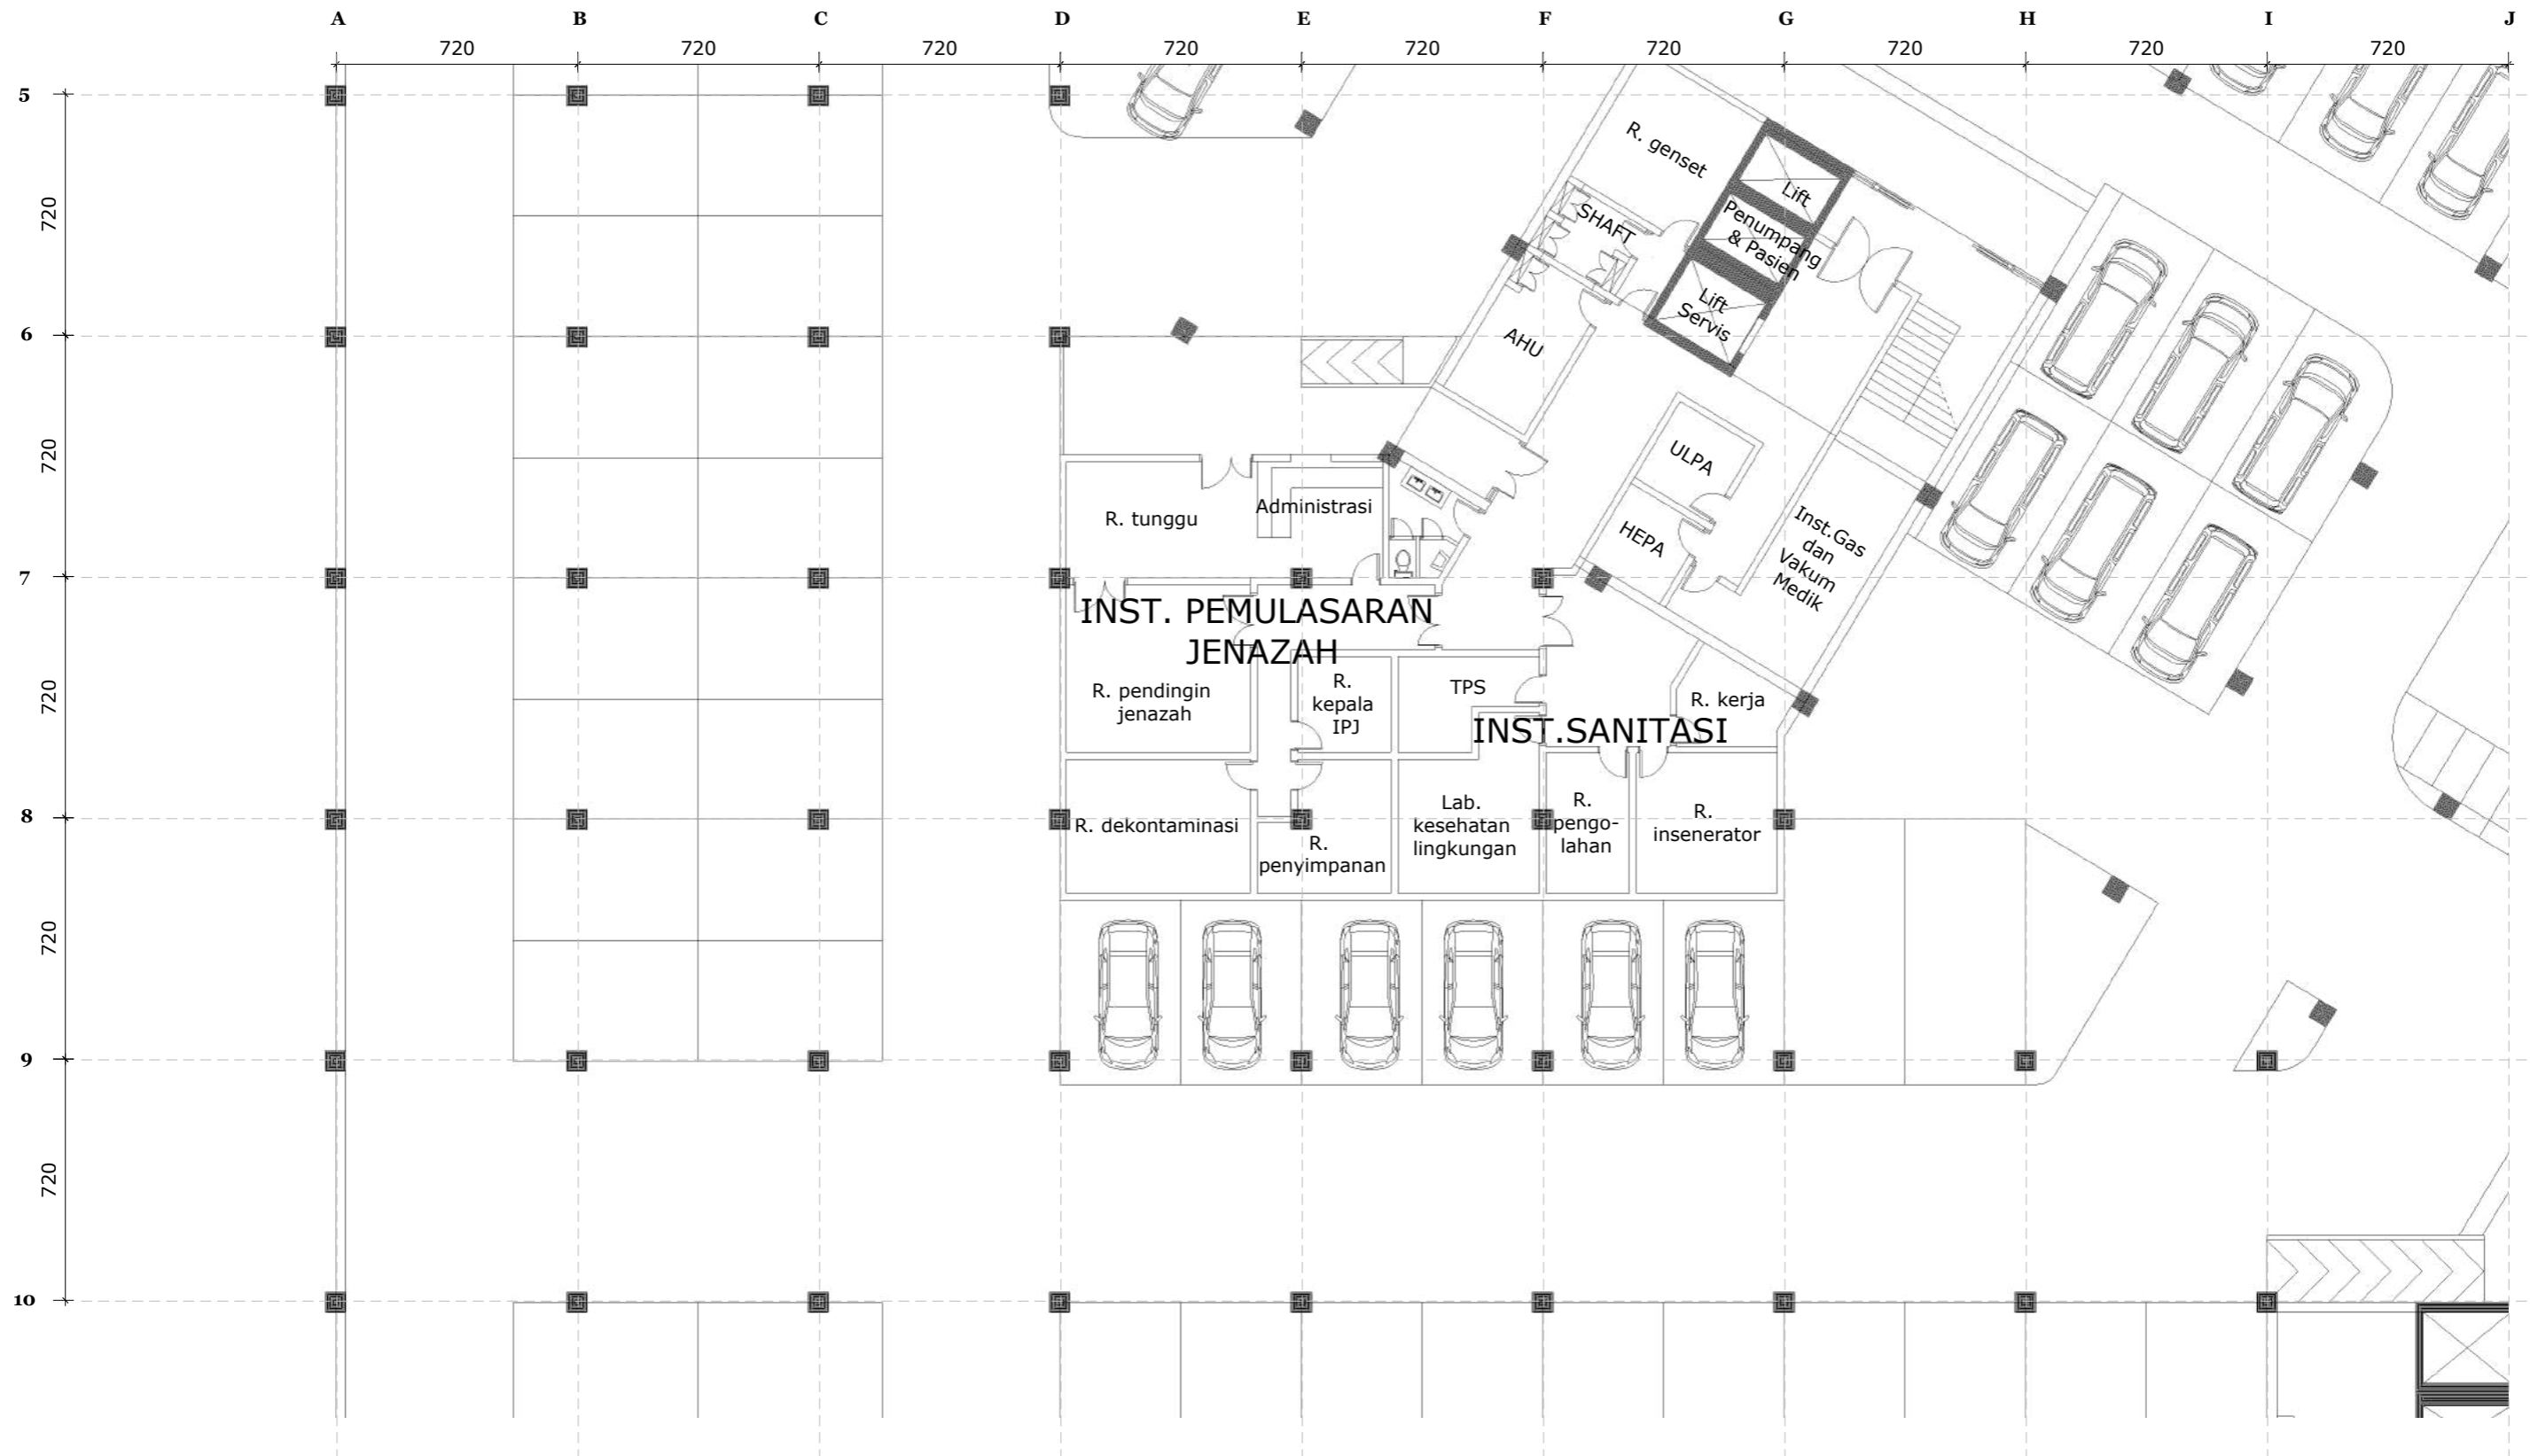 A B C D E F G H I J
720 720 720 720 720 720 720 720 720
5
720
6
720
7
720
8
720
9
720
10
R. genset
SHAFT
Lift
Penumpang
& Pasien
Lift
Servis
AHU
ULPA
HEPA
Inst.Gas
dan
Vakum
Medik
R. tunggu
Administrasi
INST. PEMULASARAN
JENAZAH
R. pendingin
jenazah
R.
kepala
IPJ
TPS
R. kerja
INST.SANITASI
R. dekontaminasi
R.
penyimpanan
Lab.
kesehatan
lingkungan
R.
pengo-
lahan
R.
insenerator